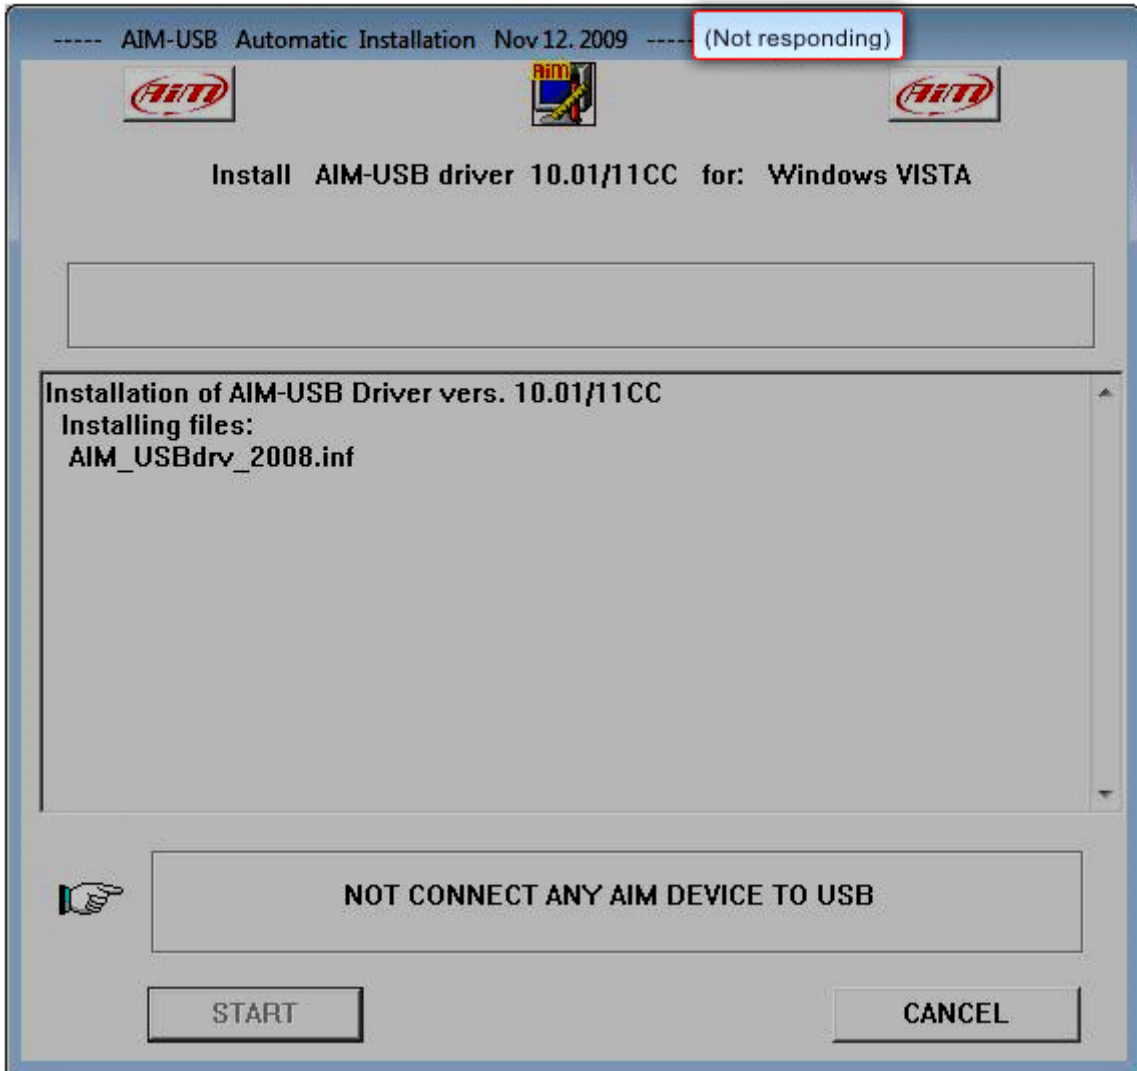 ----- AIM-USB Automatic Installation Nov 12. 2009 ----- (Not responding)
AiM AiM AiM
Install AIM-USB driver 10.01/11CC for: Windows VISTA
Installation of AIM-USB Driver vers. 10.01/11CC
Installing files:
AIM_USBdrv_2008.inf
NOT CONNECT ANY AIM DEVICE TO USB
START CANCEL